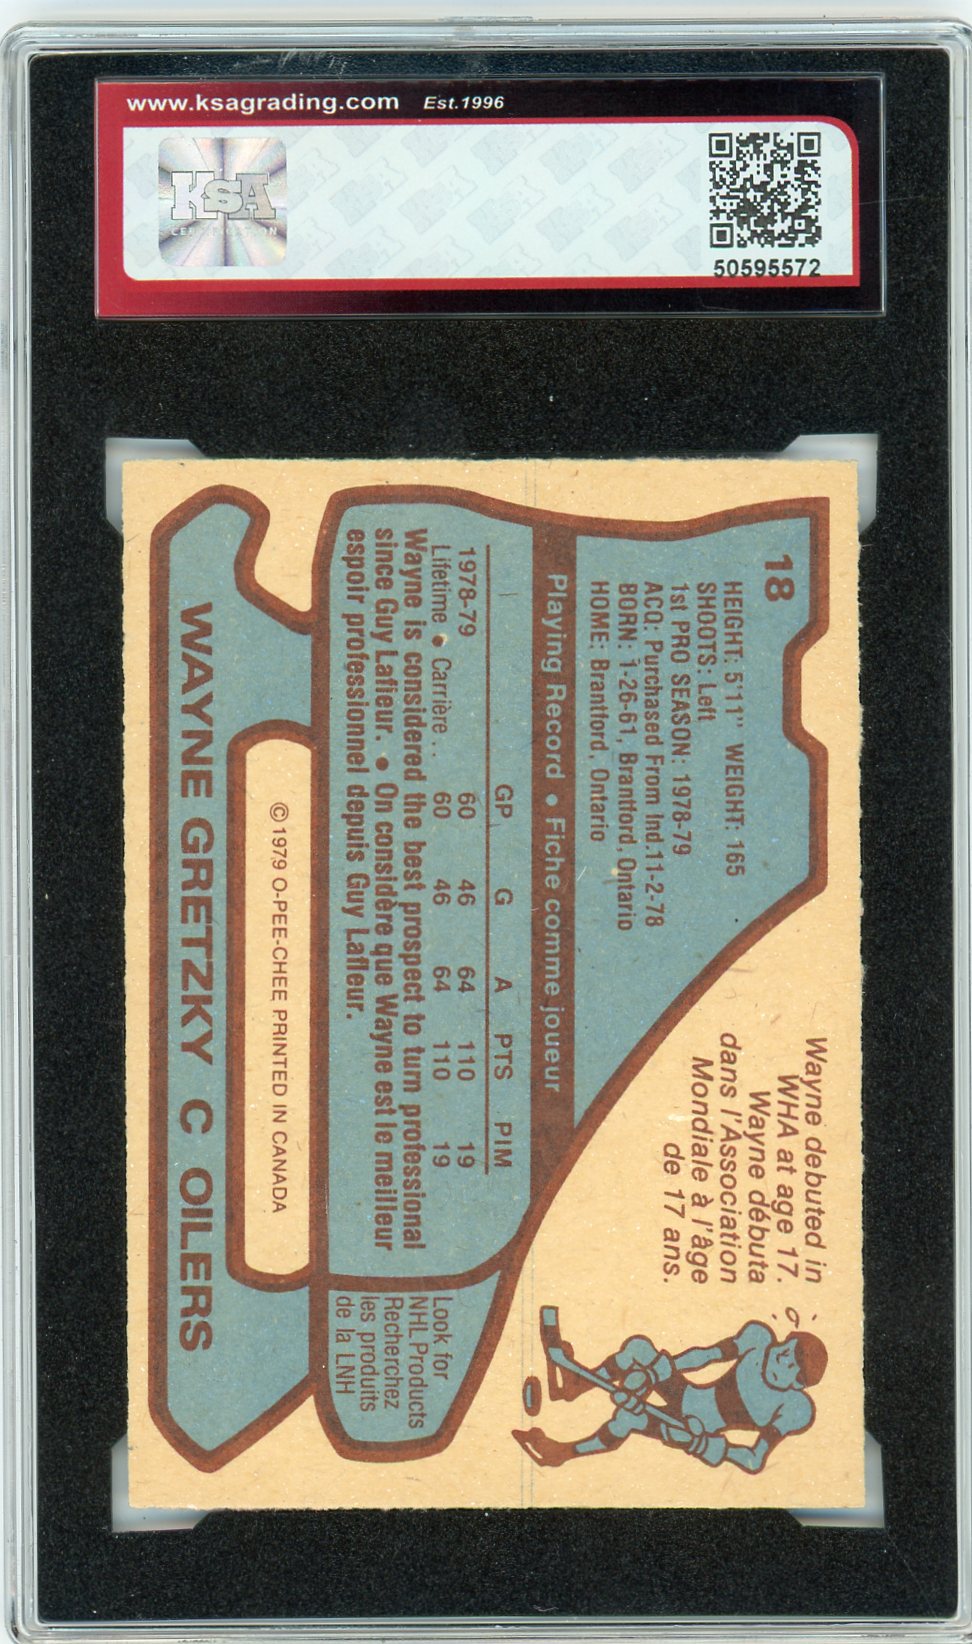 www.ksagrading.com Est.1996
KSA
CERTIFICATION
50595572
18
HEIGHT: 5'11" WEIGHT: 165
SHOOTS: Left
1st PRO SEASON: 1978-79
ACQ: Purchased From Ind.11-2-78
BORN: 1-26-61, Brantford, Ontario
HOME: Brantford, Ontario
Wayne debuted in
WHA at age 17.
Wayne débuta
dans l'Association
Mondiale à l'âge
de 17 ans.
Playing Record • Fiche comme joueur
GP G A PTS PIM
1978-79 60 46 64 110 19
Lifetime • Carrière .. 60 46 64 110 19
Wayne is considered the best prospect to turn professional
since Guy Lafleur. • On considère que Wayne est le meilleur
espoir professionnel depuis Guy Lafleur.
Look for
NHL Products
Recherchez
les produits
de la LNH
© 1979 O-PEE-CHEE PRINTED IN CANADA
WAYNE GRETZKY C OILERS